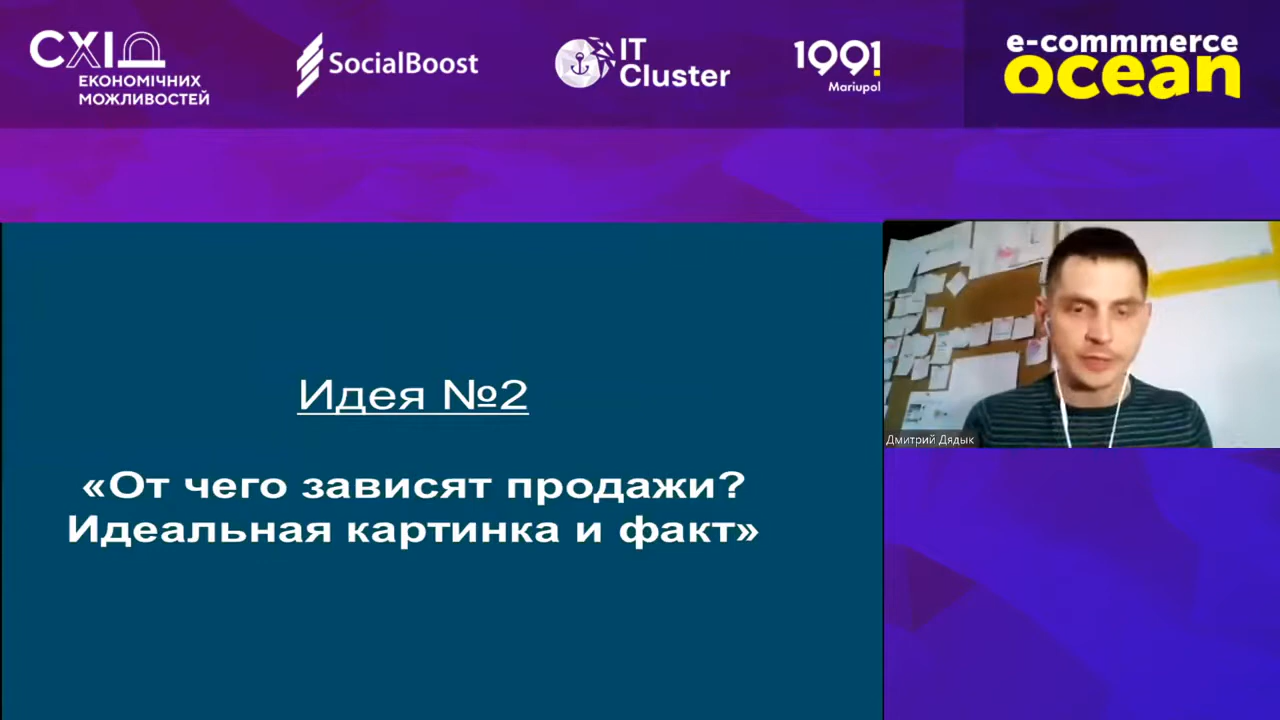 СХІД
ЕКОНОМІЧНИХ
МОЖЛИВОСТЕЙ
SocialBoost
IT
Cluster
1991
Mariupol
e-commmerce
ocean
Идея №2
«От чего зависят продажи?
Идеальная картинка и факт»
Дмитрий Дядык